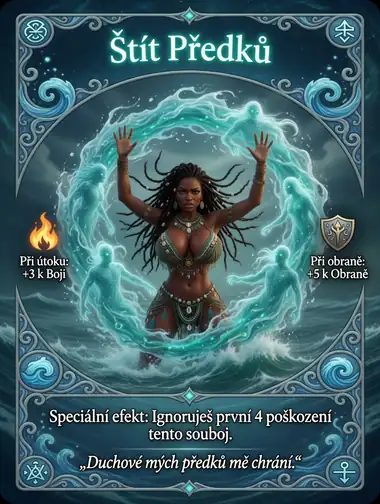 Štít Předků
Při útoku:
+3 k Boji
Při obraně:
+5 k Obraně
Speciální efekt: Ignoruješ první 4 poškození
tento souboj.
„Duchové mých předků mě chrání.“